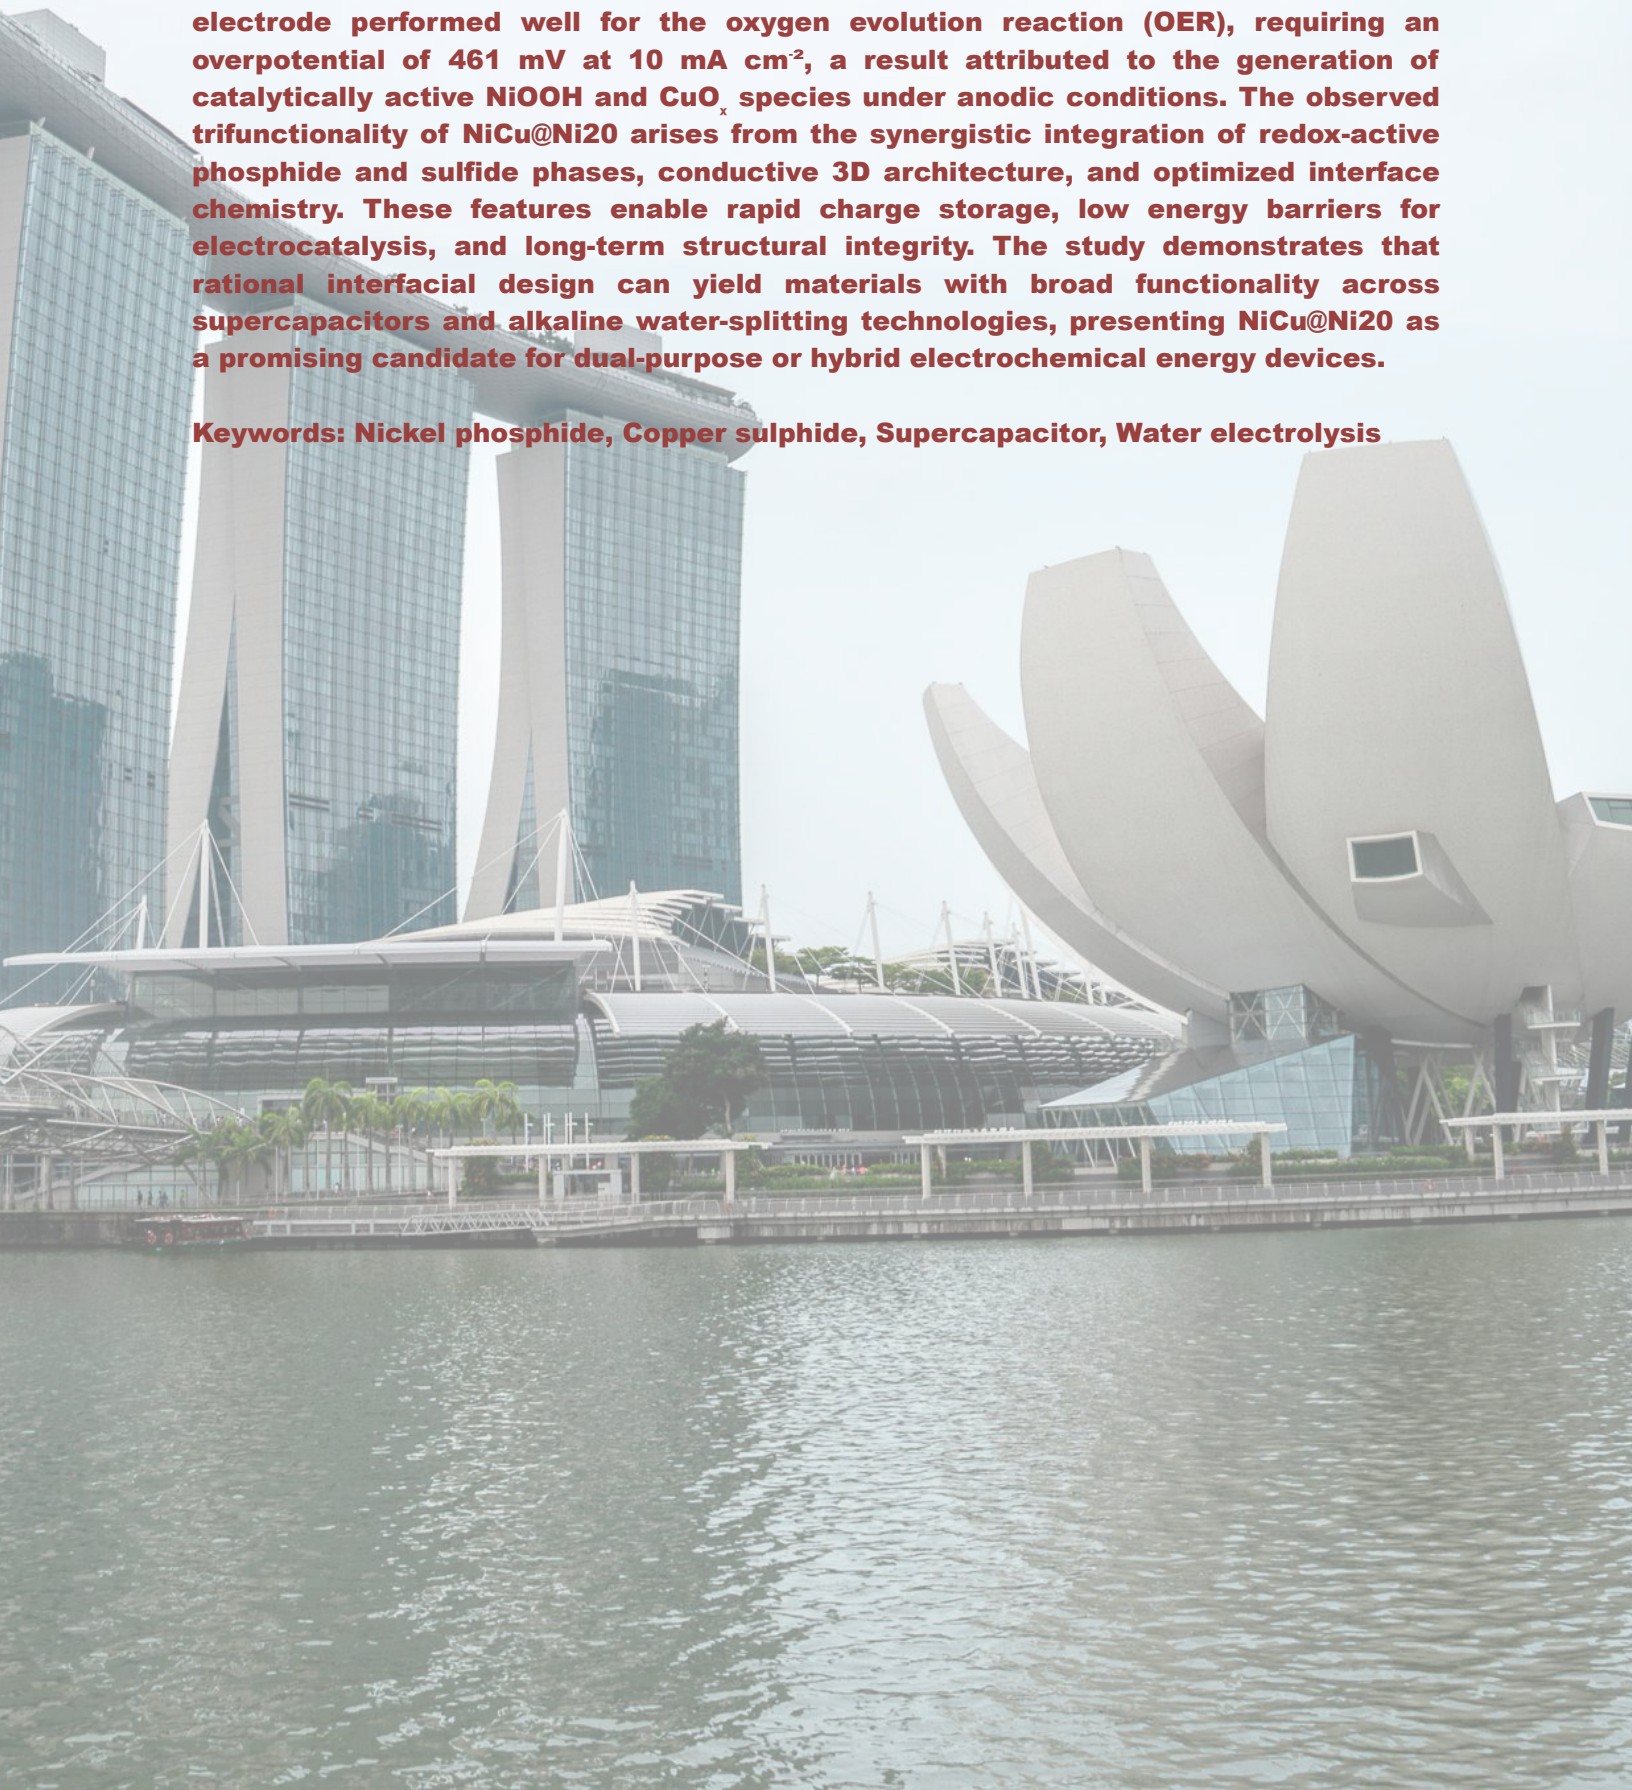 electrode performed well for the oxygen evolution reaction (OER), requiring an
overpotential of 461 mV at 10 mA cm⁻², a result attributed to the generation of
catalytically active NiOOH and CuOₓ species under anodic conditions. The observed
trifunctionality of NiCu@Ni20 arises from the synergistic integration of redox-active
phosphide and sulfide phases, conductive 3D architecture, and optimized interface
chemistry. These features enable rapid charge storage, low energy barriers for
electrocatalysis, and long-term structural integrity. The study demonstrates that
rational interfacial design can yield materials with broad functionality across
supercapacitors and alkaline water-splitting technologies, presenting NiCu@Ni20 as
a promising candidate for dual-purpose or hybrid electrochemical energy devices.
Keywords: Nickel phosphide, Copper sulphide, Supercapacitor, Water electrolysis